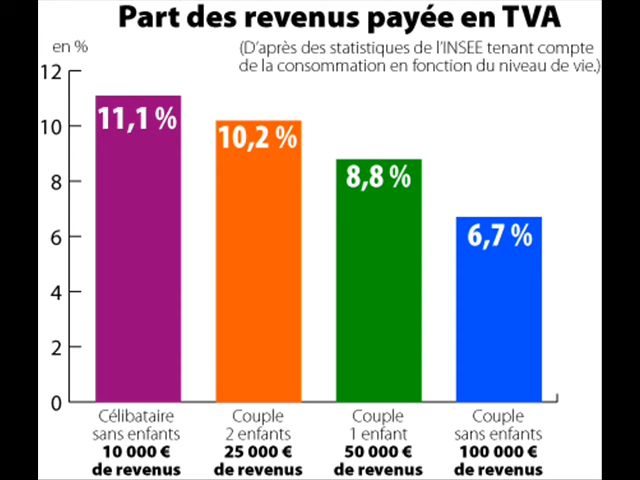 Part des revenus payée en TVA
en %
(D'après des statistiques de l'INSEE tenant compte
de la consommation en fonction du niveau de vie.)
12
10
8
6
4
2
0
11,1 %
10,2 %
8,8 %
6,7 %
Célibataire
sans enfants
10 000 €
de revenus
Couple
2 enfants
25 000 €
de revenus
Couple
1 enfant
50 000 €
de revenus
Couple
sans enfants
100 000 €
de revenus